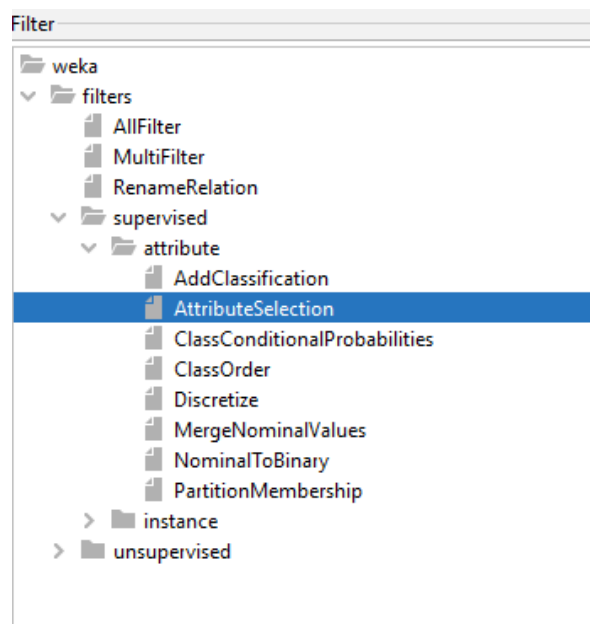 Filter
weka
filters
AllFilter
MultiFilter
RenameRelation
supervised
attribute
AddClassification
AttributeSelection
ClassConditionalProbabilities
ClassOrder
Discretize
MergeNominalValues
NominalToBinary
PartitionMembership
instance
unsupervised